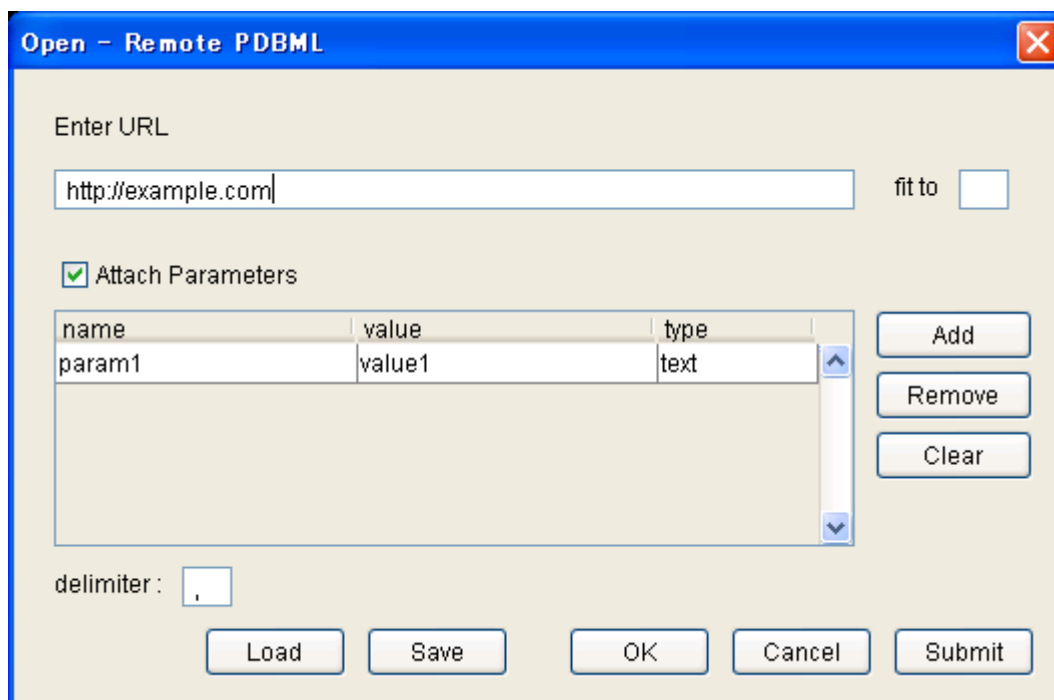 Open - Remote PDBML
Enter URL
http://example.com
fit to
Attach Parameters
name value type
param1 value1 text
Add
Remove
Clear
delimiter : ,
Load Save OK Cancel Submit